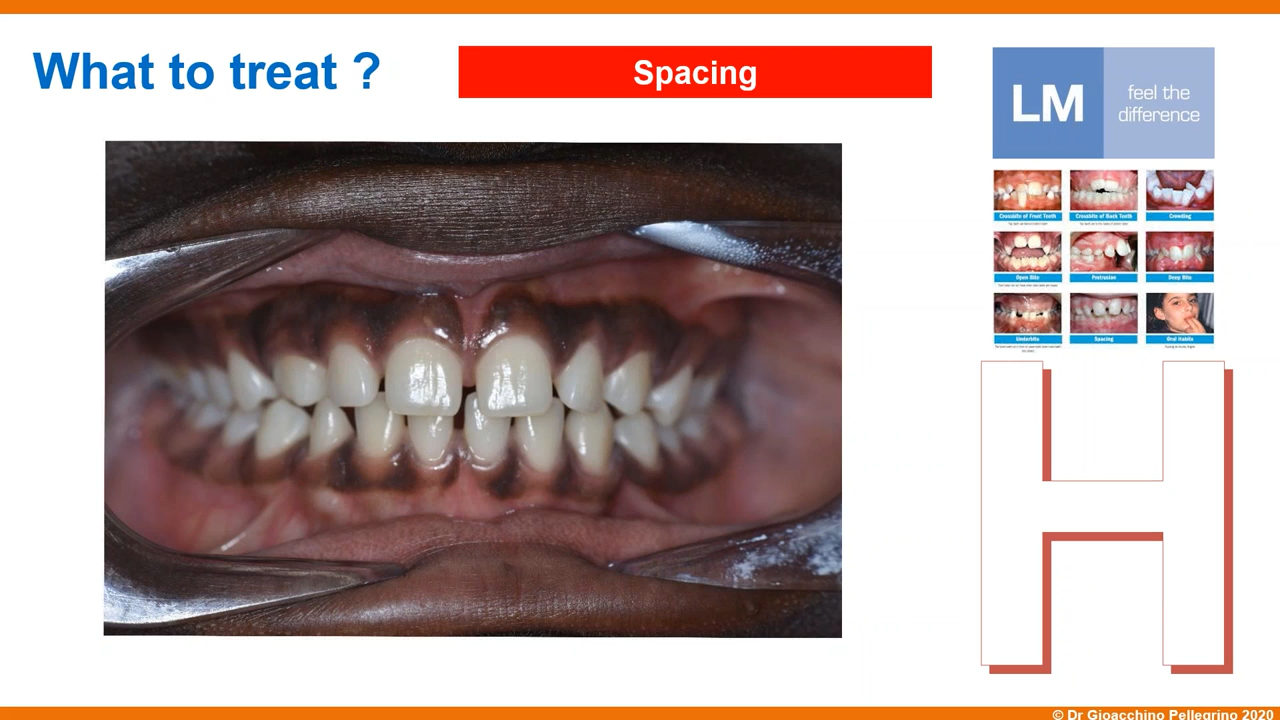 What to treat ?
Spacing
LM
feel the
difference
Crossbite of Front Teeth
Crossbite of Back Teeth
Crowding
Open Bite
Protrusion
Deep Bite
Underbite
Spacing
Oral Habits
H
© Dr Gioacchino Pellegrino 2020